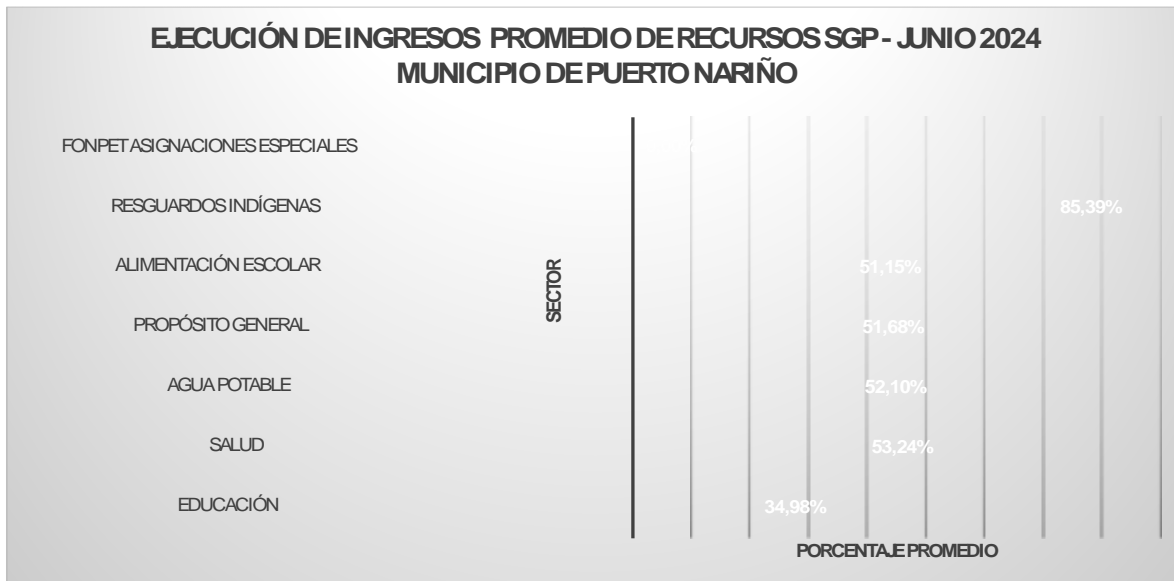 EJECUCIÓN DE INGRESOS PROMEDIO DE RECURSOS SGP - JUNIO 2024
MUNICIPIO DE PUERTO NARIÑO
FONPET ASIGNACIONES ESPECIALES
RESGUARDOS INDÍGENAS
85,39%
ALIMENTACIÓN ESCOLAR
51,15%
PROPÓSITO GENERAL
51,68%
AGUA POTABLE
52,10%
SALUD
53,24%
EDUCACIÓN
34,98%
SECTOR
PORCENTAJE PROMEDIO